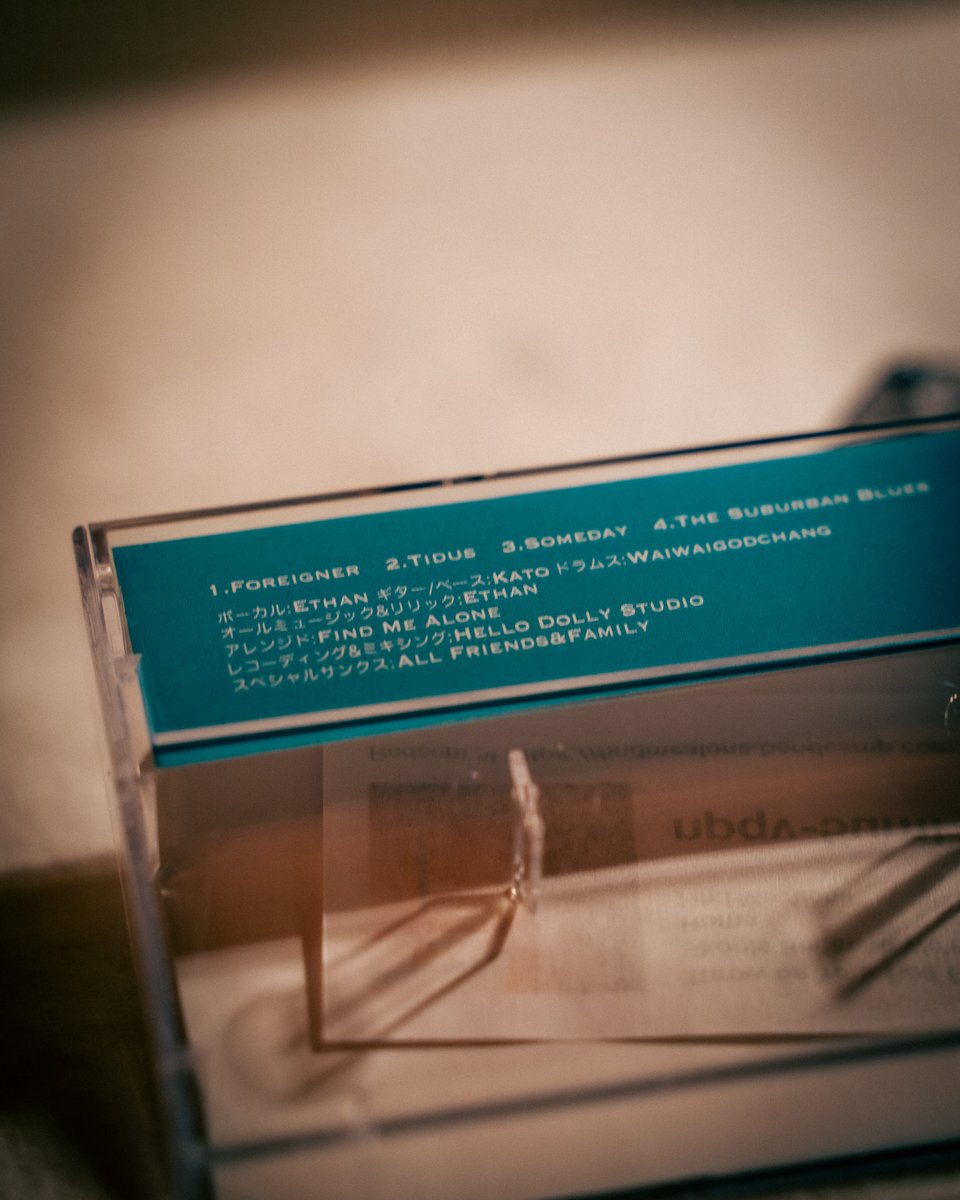 1.FOREIGNER 2.TIDUS 3.SOMEDAY 4.THE SUBURBAN BLUES
ボーカル:ETHAN ギター/ベース:KATO ドラムス:WAIWAIGODCHANG
オールミュージック&リリック:ETHAN
アレンジド:FIND ME ALONE
レコーディング&ミキシング:HELLO DOLLY STUDIO
スペシャルサンクス:ALL FRIENDS&FAMILY